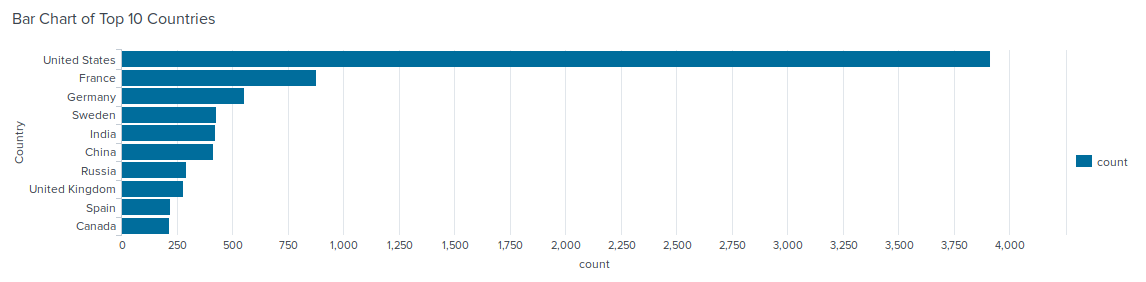 Bar Chart of Top 10 Countries
Country
United States
France
Germany
Sweden
India
China
Russia
United Kingdom
Spain
Canada
0 250 500 750 1,000 1,250 1,500 1,750 2,000 2,250 2,500 2,750 3,000 3,250 3,500 3,750 4,000
count
count